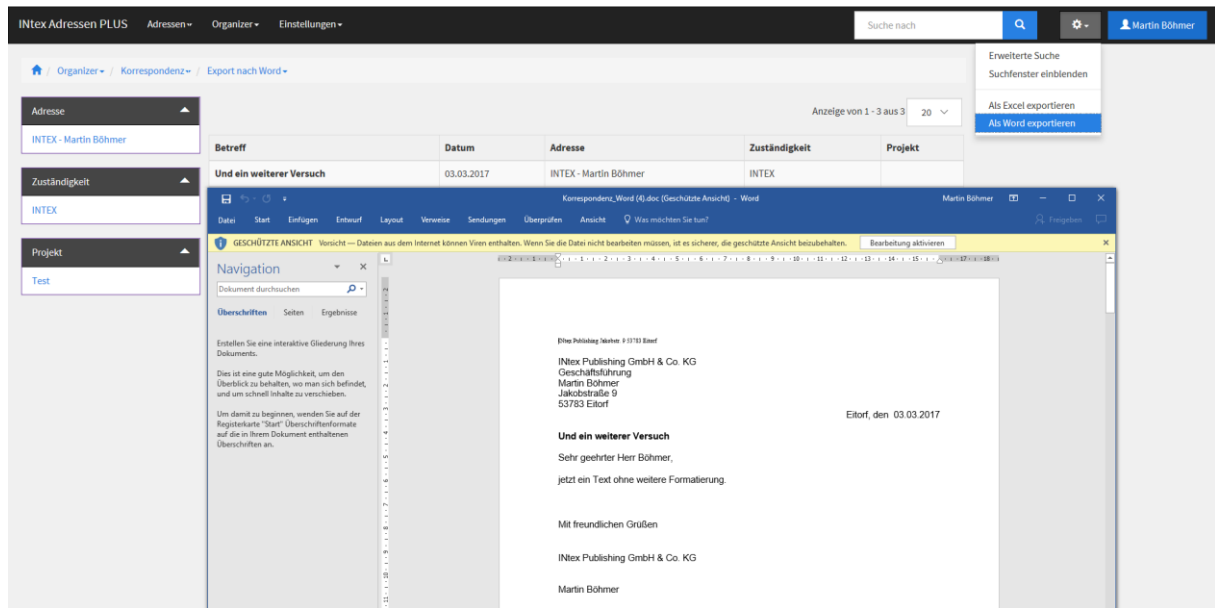 INtex Adressen PLUS Adressen Organizer Einstellungen Suche nach Martin Böhmer
Erweiterte Suche
Suchfenster einblenden
Als Excel exportieren
Als Word exportieren
/ Organizer / Korrespondenz / Export nach Word
Adresse
INTEX - Martin Böhmer
Zuständigkeit
INTEX
Projekt
Test
Anzeige von 1 - 3 aus 3 20
Betreff Datum Adresse Zuständigkeit Projekt
Und ein weiterer Versuch 03.03.2017 INTEX - Martin Böhmer INTEX
Korrespondenz_Word (4).doc (Geschützte Ansicht) - Word Martin Böhmer
Datei Start Einfügen Entwurf Layout Verweise Sendungen Überprüfen Ansicht Was möchten Sie tun? Freigeben
GESCHÜTZTE ANSICHT Vorsicht — Dateien aus dem Internet können Viren enthalten. Wenn Sie die Datei nicht bearbeiten müssen, ist es sicherer, die geschützte Ansicht beizubehalten. Bearbeitung aktivieren
Navigation
Dokument durchsuchen
Überschriften Seiten Ergebnisse
Erstellen Sie eine interaktive Gliederung Ihres
Dokuments.
Dies ist eine gute Möglichkeit, um den
Überblick zu behalten, wo man sich befindet,
und um schnell Inhalte zu verschieben.
Um damit zu beginnen, wenden Sie auf der
Registerkarte "Start" Überschriftenformate
auf die in Ihrem Dokument enthaltenen
Überschriften an.
INtex Publishing Jakobstr. 9 53783 Eitorf
INtex Publishing GmbH & Co. KG
Geschäftsführung
Martin Böhmer
Jakobstraße 9
53783 Eitorf
Eitorf, den 03.03.2017
Und ein weiterer Versuch
Sehr geehrter Herr Böhmer,
jetzt ein Text ohne weitere Formatierung.
Mit freundlichen Grüßen
INtex Publishing GmbH & Co. KG
Martin Böhmer